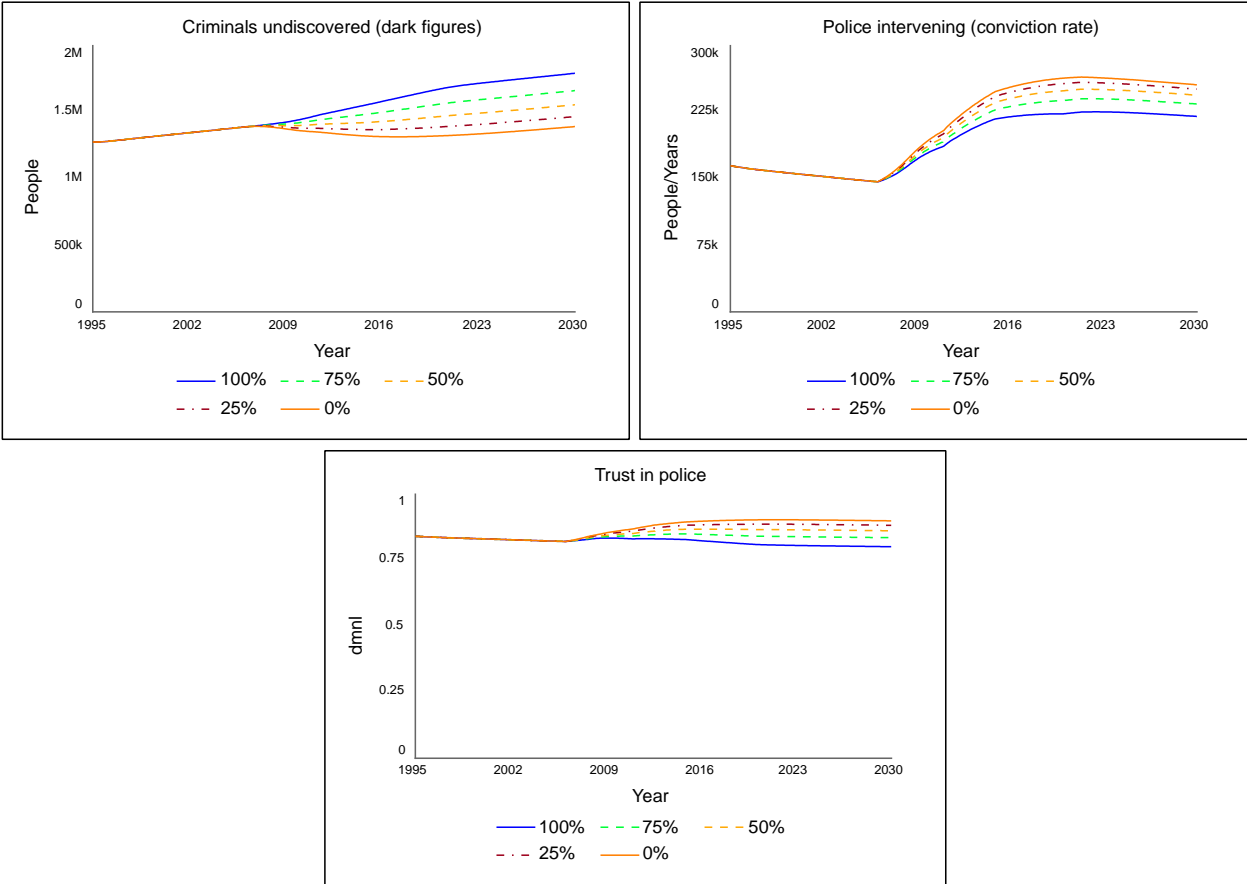 Criminals undiscovered (dark figures)
2M
1.5M
1M
500k
0
People
1995 2002 2009 2016 2023 2030
Year
100% 75% 50%
25% 0%
Police intervening (conviction rate)
300k
225k
150k
75k
0
People/Years
1995 2002 2009 2016 2023 2030
Year
100% 75% 50%
25% 0%
Trust in police
1
0.75
0.5
0.25
0
dmnl
1995 2002 2009 2016 2023 2030
Year
100% 75% 50%
25% 0%